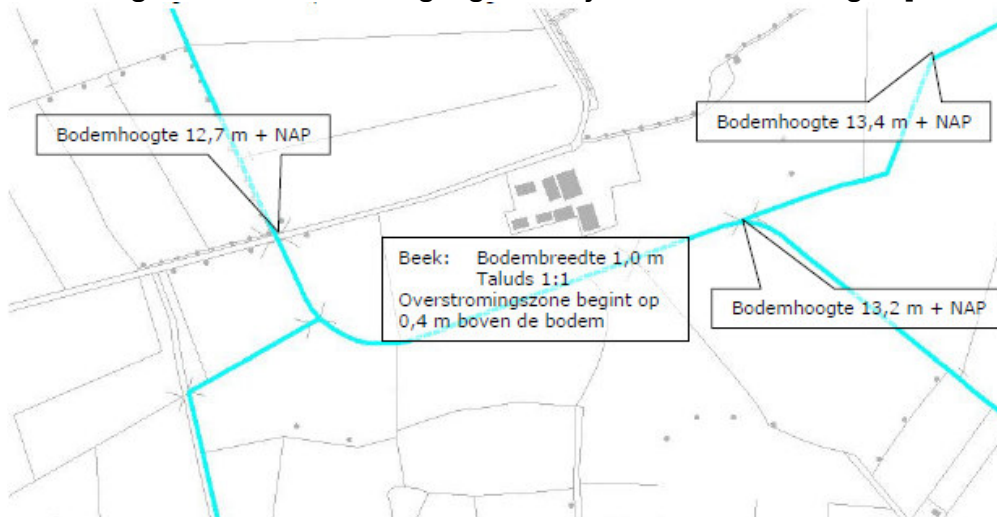 Bodemhoogte 12,7 m + NAP
Bodemhoogte 13,4 m + NAP
Beek: Bodembreedte 1,0 m
Taluds 1:1
Overstromingszone begint op
0,4 m boven de bodem
Bodemhoogte 13,2 m + NAP